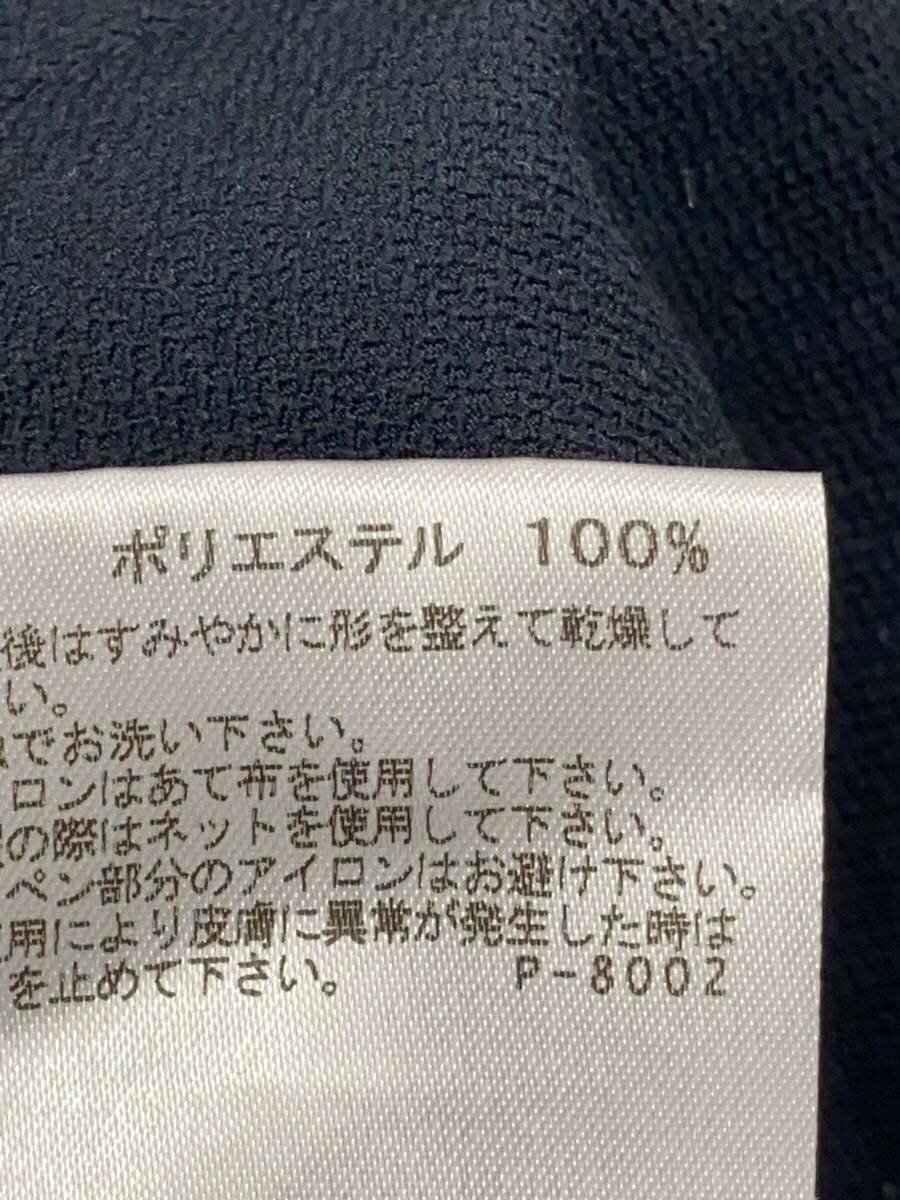 ポリエステル 100%
後はすみやかに形を整えて乾燥して
い。
でお洗い下さい。
イロンはあて布を使用して下さい。
の際はネットを使用して下さい。
ペン部分のアイロンはお避け下さい。
用により皮膚に異常が発生した時は
を止めて下さい。 P-8002